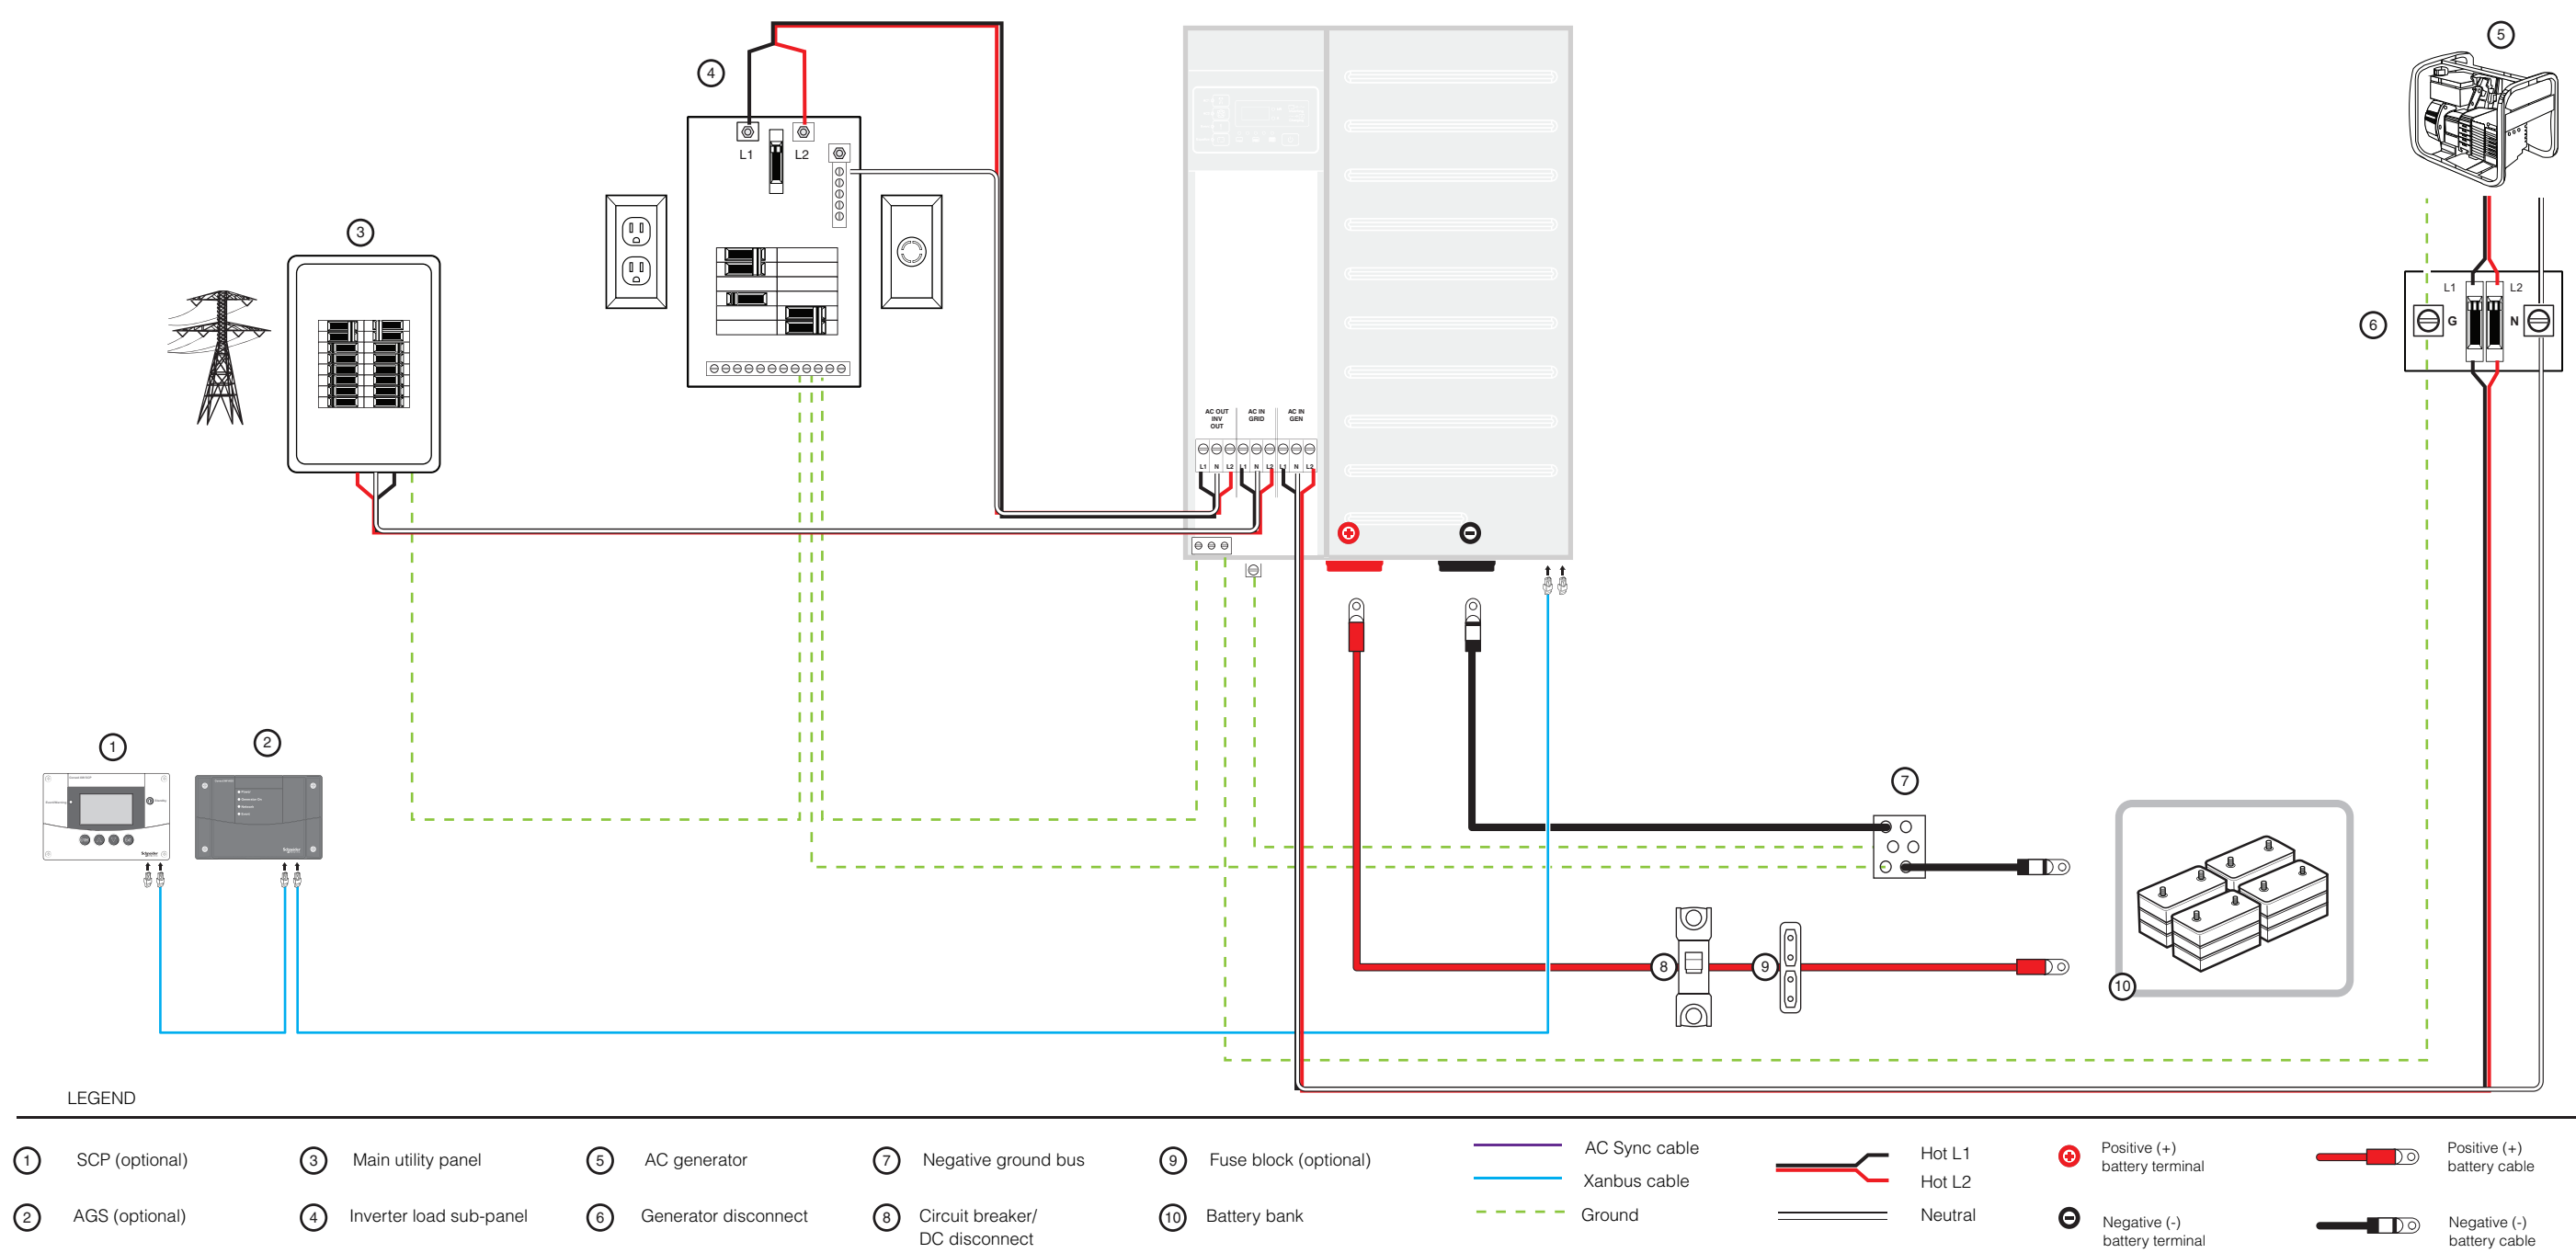 5
4
L1
L2
3
L1
L2
G
N
6
AC OUT
INV
OUT
AC IN
GRID
AC IN
GEN
L1 N L2 L1 N L2 L1 N L2
1
2
7
8
9
10
LEGEND
1 SCP (optional)
2 AGS (optional)
3 Main utility panel
4 Inverter load sub-panel
5 AC generator
6 Generator disconnect
7 Negative ground bus
8 Circuit breaker/
DC disconnect
9 Fuse block (optional)
10 Battery bank
AC Sync cable
Xanbus cable
Ground
Hot L1
Hot L2
Neutral
Positive (+)
battery terminal
Negative (-)
battery terminal
Positive (+)
battery cable
Negative (-)
battery cable